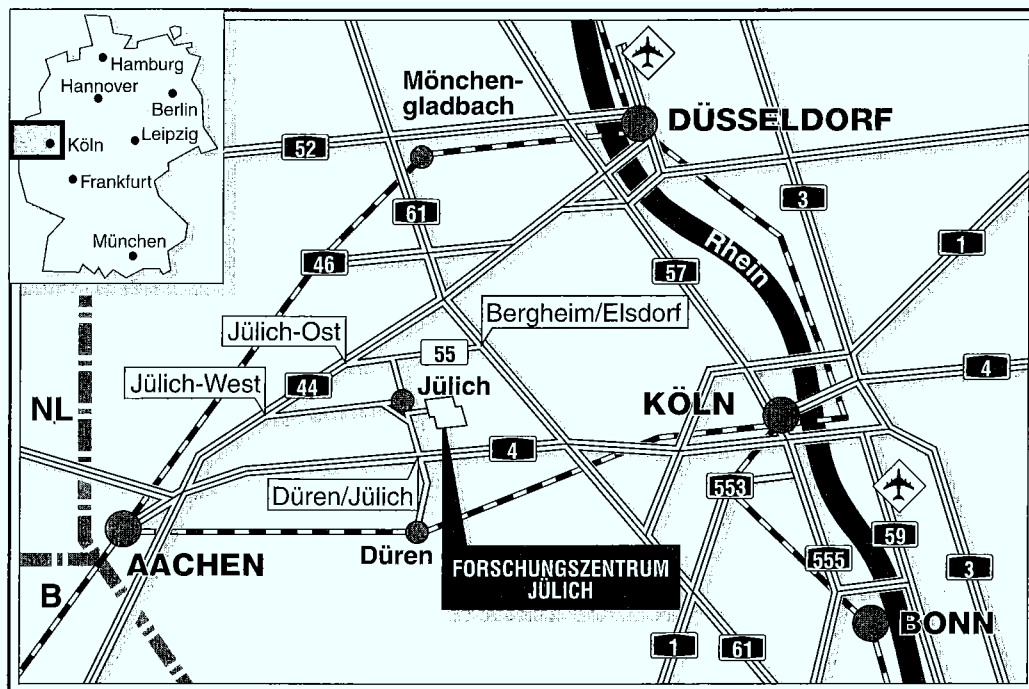 Hamburg
Hannover
Berlin
Leipzig
Köln
Frankfurt
München
Mönchen-
gladbach
DÜSSELDORF
52
61
3
1
46
57
Rhein
Bergheim/Elsdorf
Jülich-Ost
55
4
Jülich-West
44
Jülich
KÖLN
NL
4
Düren/Jülich
553
AACHEN
Düren
FORSCHUNGSZENTRUM
JÜLICH
555
59
3
B
BONN
1
61